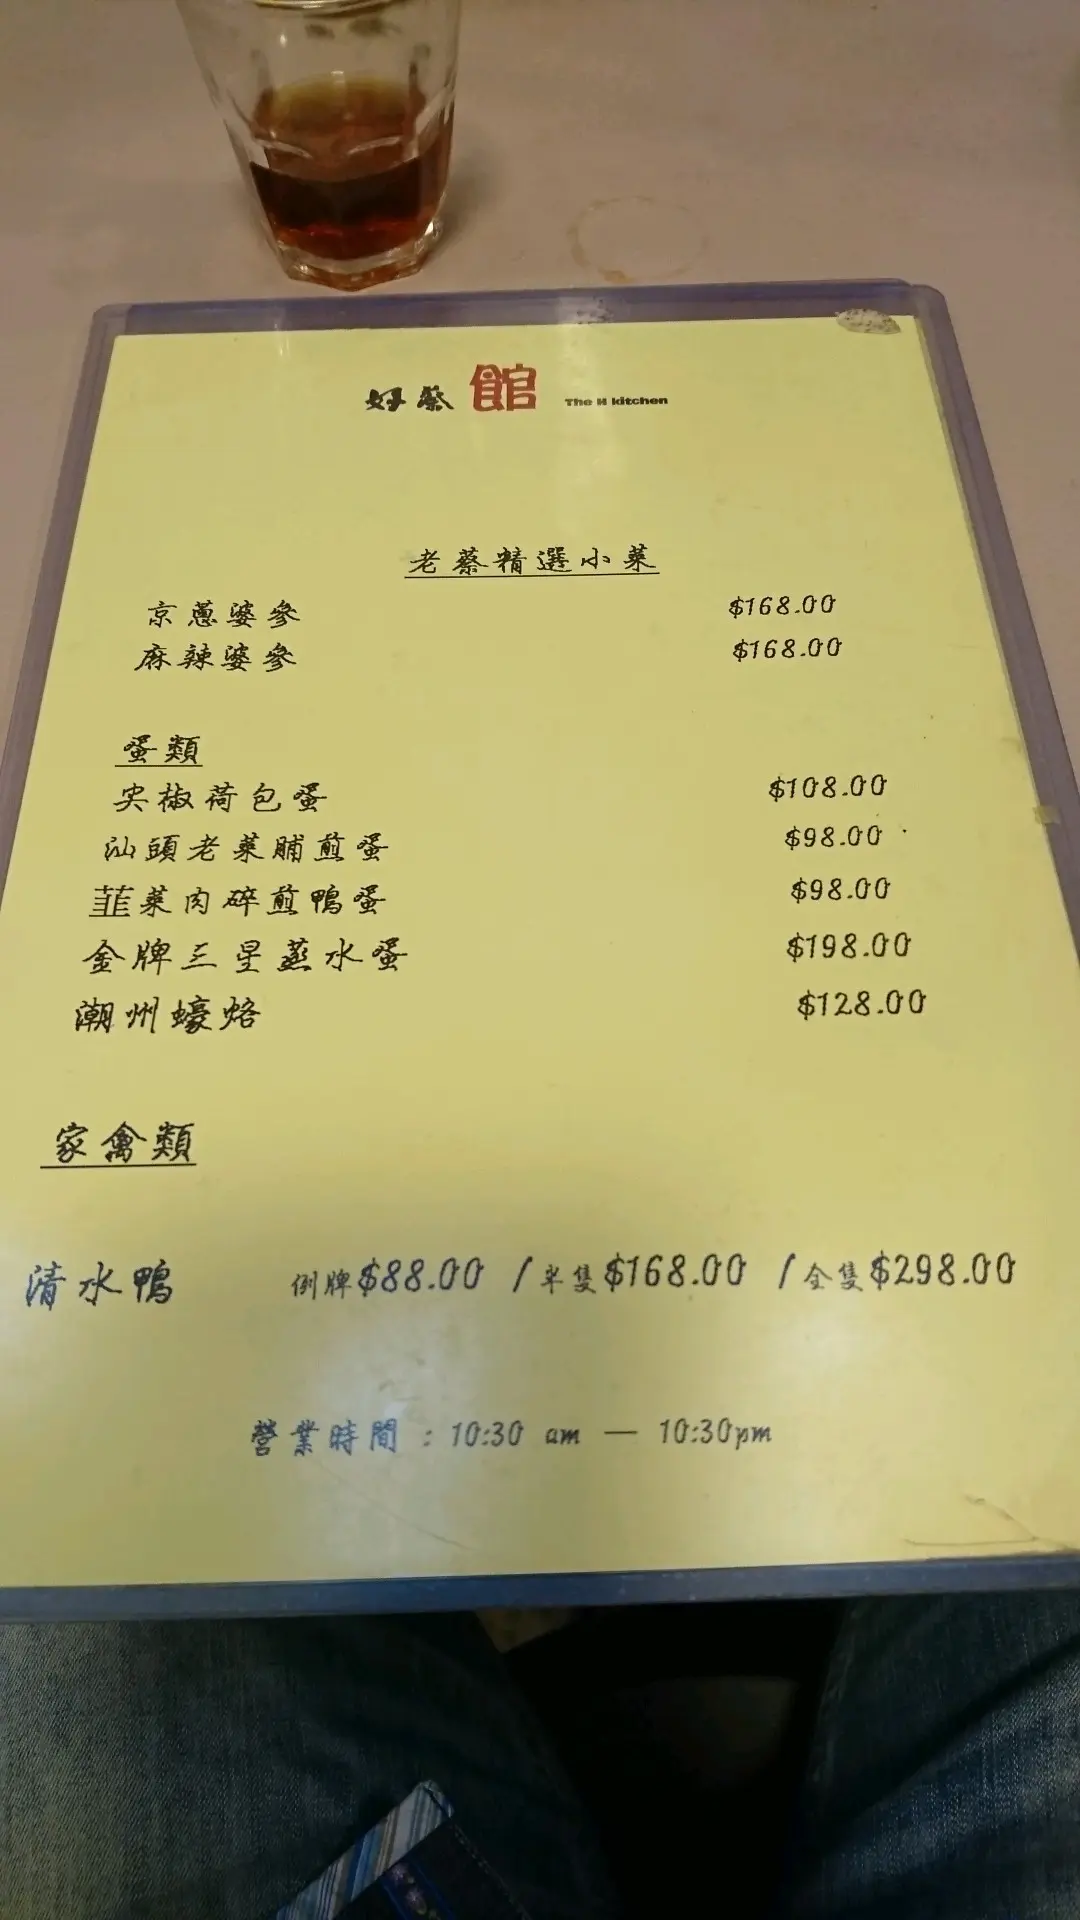 好蔡館 The H kitchen
老蔡精選小菜
京蔥婆參 $168.00
麻辣婆參 $168.00
蛋類
尖椒荷包蛋 $108.00
汕頭老菜脯煎蛋 $98.00
韮菜肉碎煎鴨蛋 $98.00
金牌三星蒸水蛋 $198.00
潮州蠔烙 $128.00
家禽類
清水鴨 例牌$88.00 / 半隻$168.00 / 全隻$298.00
營業時間 : 10:30 am — 10:30pm